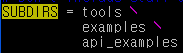 SUBDIRS = tools \
examples \
api_examples